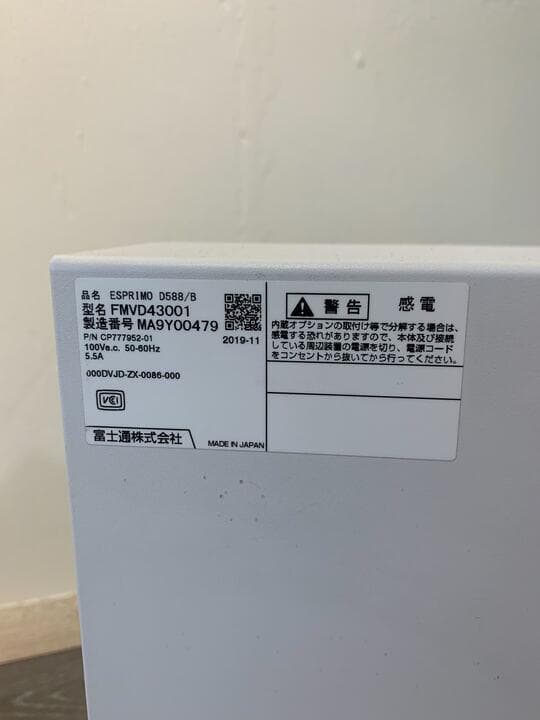 品名 ESPRIMO D588/B
型名 FMVD43001
製造番号 MA9Y00479
P/N CP777952-01
2019-11
100Va.c. 50-60Hz
5.5A
000DVJD-ZX-0086-000
VCI
富士通株式会社
MADE IN JAPAN
警告 感電
内蔵オプションの取付け等で分解する場合は、
感電する恐れがありますので、本体及び接続
している周辺装置の電源を切り、電源コード
をコンセントから抜いてから行ってください。